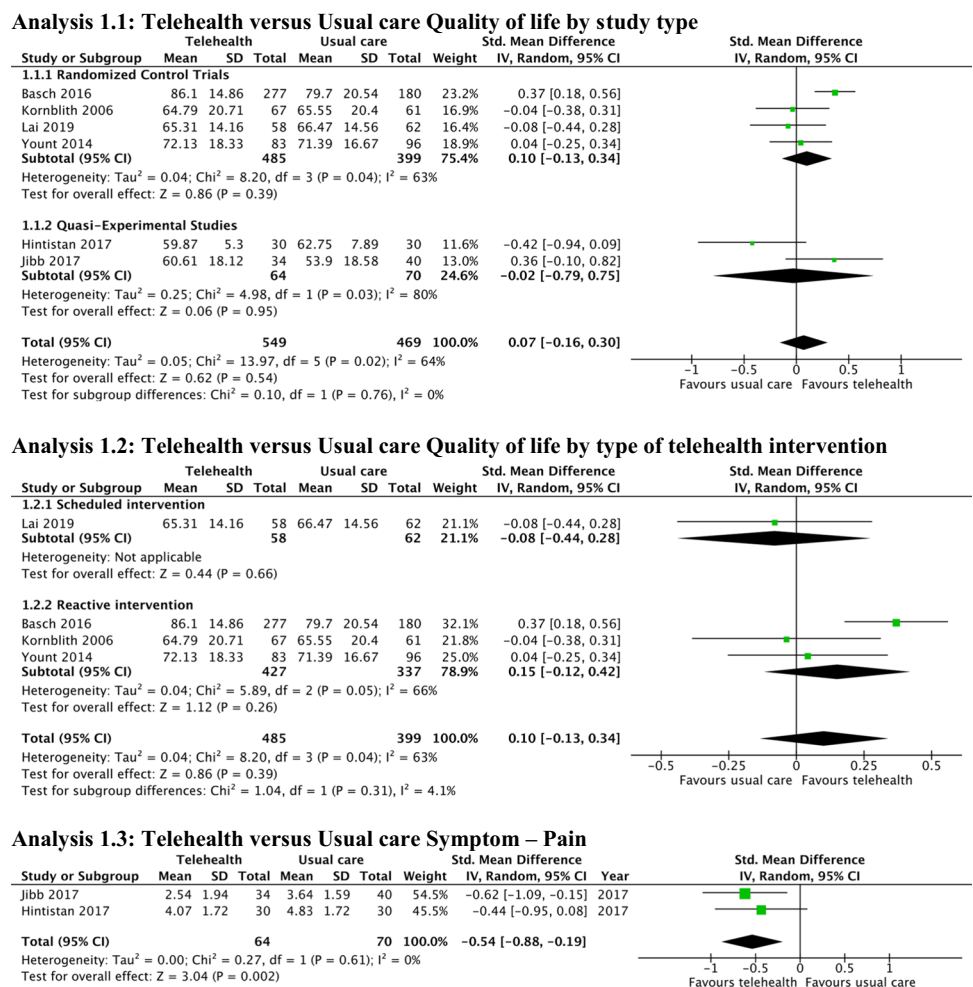 Analysis 1.1: Telehealth versus Usual care Quality of life by study type
Telehealth Usual care Std. Mean Difference Std. Mean Difference
Study or Subgroup Mean SD Total Mean SD Total Weight IV, Random, 95% CI IV, Random, 95% CI
1.1.1 Randomized Control Trials
Basch 2016 86.1 14.86 277 79.7 20.54 180 23.2% 0.37 [0.18, 0.56]
Kornblith 2006 64.79 20.71 67 65.55 20.4 61 16.9% -0.04 [-0.38, 0.31]
Lai 2019 65.31 14.16 58 66.47 14.56 62 16.4% -0.08 [-0.44, 0.28]
Yount 2014 72.13 18.33 83 71.39 16.67 96 18.9% 0.04 [-0.25, 0.34]
Subtotal (95% CI) 485 399 75.4% 0.10 [-0.13, 0.34]
Heterogeneity: Tau² = 0.04; Chi² = 8.20, df = 3 (P = 0.04); I² = 63%
Test for overall effect: Z = 0.86 (P = 0.39)
1.1.2 Quasi-Experimental Studies
Hintistan 2017 59.87 5.3 30 62.75 7.89 30 11.6% -0.42 [-0.94, 0.09]
Jibb 2017 60.61 18.12 34 53.9 18.58 40 13.0% 0.36 [-0.10, 0.82]
Subtotal (95% CI) 64 70 24.6% -0.02 [-0.79, 0.75]
Heterogeneity: Tau² = 0.25; Chi² = 4.98, df = 1 (P = 0.03); I² = 80%
Test for overall effect: Z = 0.06 (P = 0.95)
Total (95% CI) 549 469 100.0% 0.07 [-0.16, 0.30]
Heterogeneity: Tau² = 0.05; Chi² = 13.97, df = 5 (P = 0.02); I² = 64%
Test for overall effect: Z = 0.62 (P = 0.54)
Test for subgroup differences: Chi² = 0.10, df = 1 (P = 0.76), I² = 0%
-1 -0.5 0 0.5 1
Favours usual care Favours telehealth
Analysis 1.2: Telehealth versus Usual care Quality of life by type of telehealth intervention
Telehealth Usual care Std. Mean Difference Std. Mean Difference
Study or Subgroup Mean SD Total Mean SD Total Weight IV, Random, 95% CI IV, Random, 95% CI
1.2.1 Scheduled intervention
Lai 2019 65.31 14.16 58 66.47 14.56 62 21.1% -0.08 [-0.44, 0.28]
Subtotal (95% CI) 58 62 21.1% -0.08 [-0.44, 0.28]
Heterogeneity: Not applicable
Test for overall effect: Z = 0.44 (P = 0.66)
1.2.2 Reactive intervention
Basch 2016 86.1 14.86 277 79.7 20.54 180 32.1% 0.37 [0.18, 0.56]
Kornblith 2006 64.79 20.71 67 65.55 20.4 61 21.8% -0.04 [-0.38, 0.31]
Yount 2014 72.13 18.33 83 71.39 16.67 96 25.0% 0.04 [-0.25, 0.34]
Subtotal (95% CI) 427 337 78.9% 0.15 [-0.12, 0.42]
Heterogeneity: Tau² = 0.04; Chi² = 5.89, df = 2 (P = 0.05); I² = 66%
Test for overall effect: Z = 1.12 (P = 0.26)
Total (95% CI) 485 399 100.0% 0.10 [-0.13, 0.34]
Heterogeneity: Tau² = 0.04; Chi² = 8.20, df = 3 (P = 0.04); I² = 63%
Test for overall effect: Z = 0.86 (P = 0.39)
Test for subgroup differences: Chi² = 1.04, df = 1 (P = 0.31), I² = 4.1%
-0.5 -0.25 0 0.25 0.5
Favours usual care Favours telehealth
Analysis 1.3: Telehealth versus Usual care Symptom – Pain
Telehealth Usual care Std. Mean Difference Std. Mean Difference
Study or Subgroup Mean SD Total Mean SD Total Weight IV, Random, 95% CI Year IV, Random, 95% CI
Jibb 2017 2.54 1.94 34 3.64 1.59 40 54.5% -0.62 [-1.09, -0.15] 2017
Hintistan 2017 4.07 1.72 30 4.83 1.72 30 45.5% -0.44 [-0.95, 0.08] 2017
Total (95% CI) 64 70 100.0% -0.54 [-0.88, -0.19]
Heterogeneity: Tau² = 0.00; Chi² = 0.27, df = 1 (P = 0.61); I² = 0%
Test for overall effect: Z = 3.04 (P = 0.002)
-1 -0.5 0 0.5 1
Favours telehealth Favours usual care